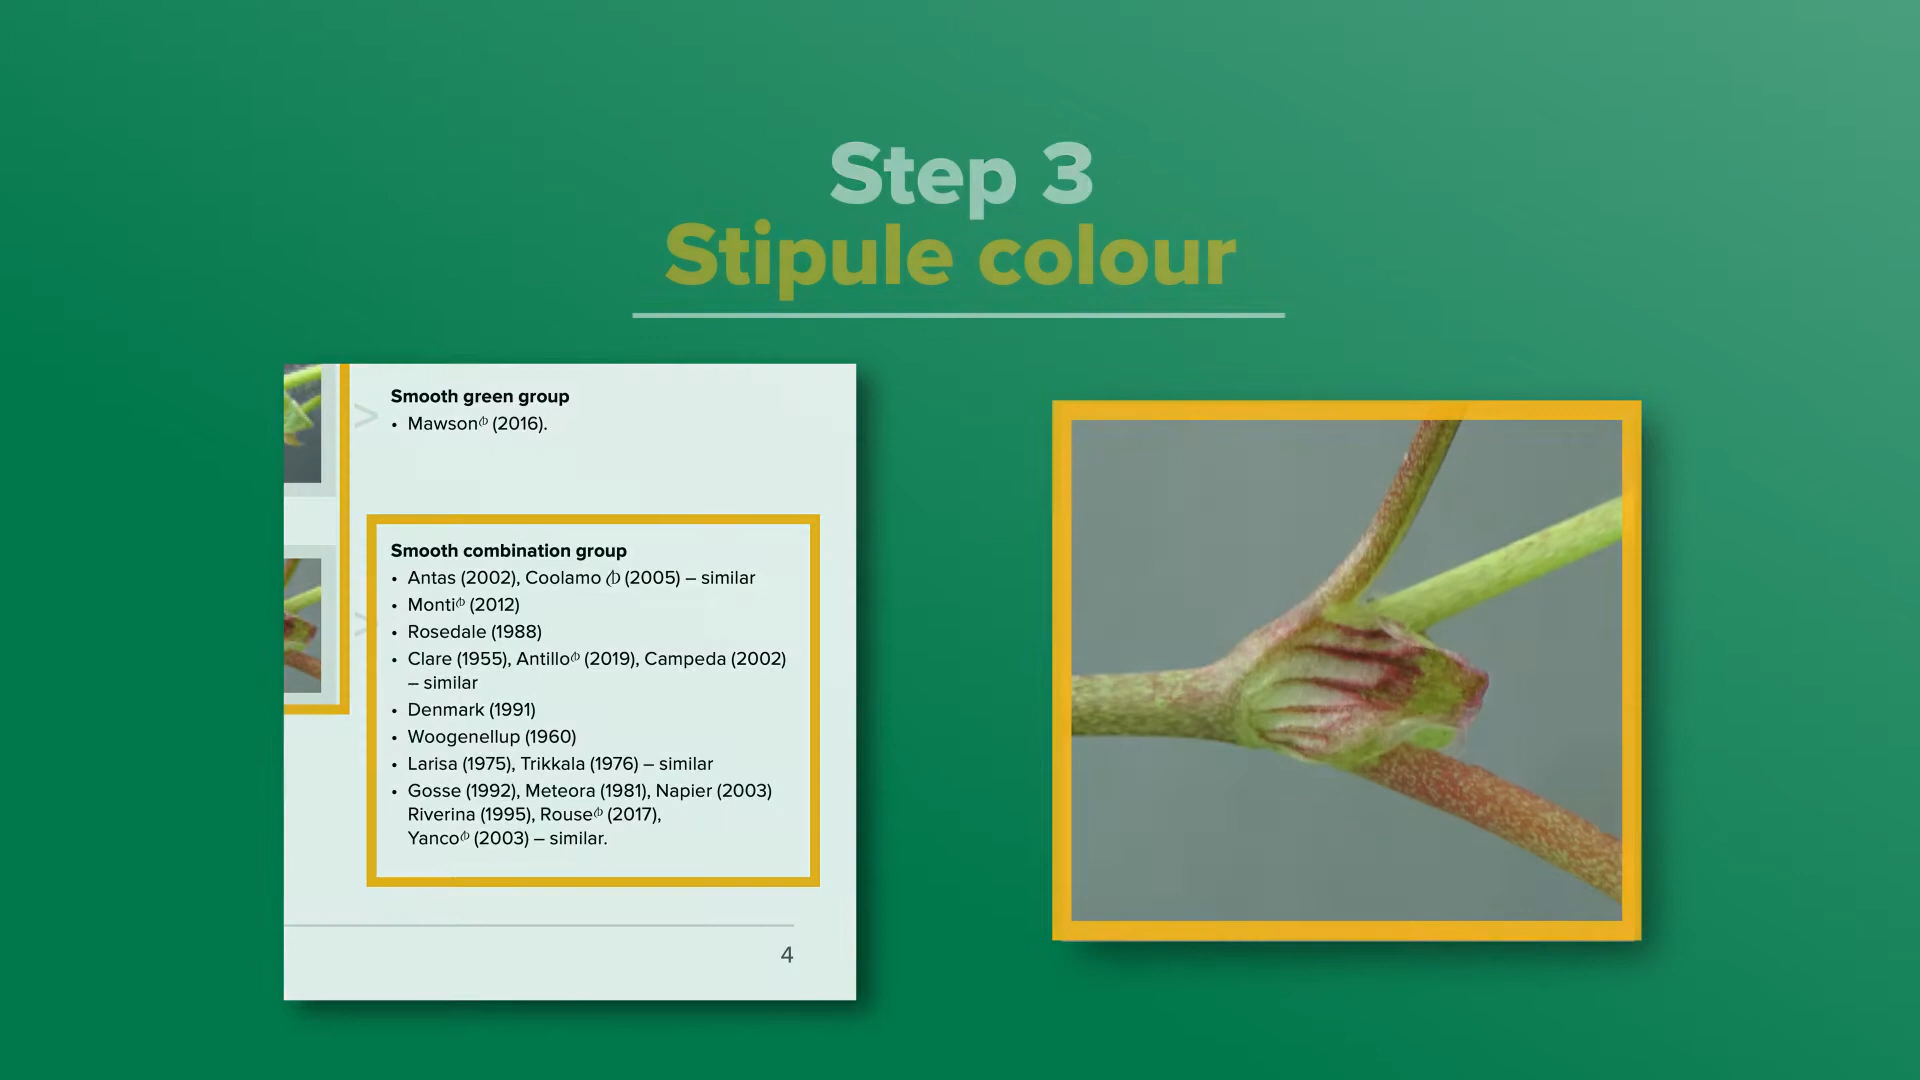 Step 3
Stipule colour
Smooth green group
• Mawson⏀ (2016).
Smooth combination group
• Antas (2002), Coolamo ⏀ (2005) – similar
• Monti⏀ (2012)
• Rosedale (1988)
• Clare (1955), Antillo⏀ (2019), Campeda (2002)
– similar
• Denmark (1991)
• Woogenellup (1960)
• Larisa (1975), Trikkala (1976) – similar
• Gosse (1992), Meteora (1981), Napier (2003)
Riverina (1995), Rouse⏀ (2017),
Yanco⏀ (2003) – similar.
4